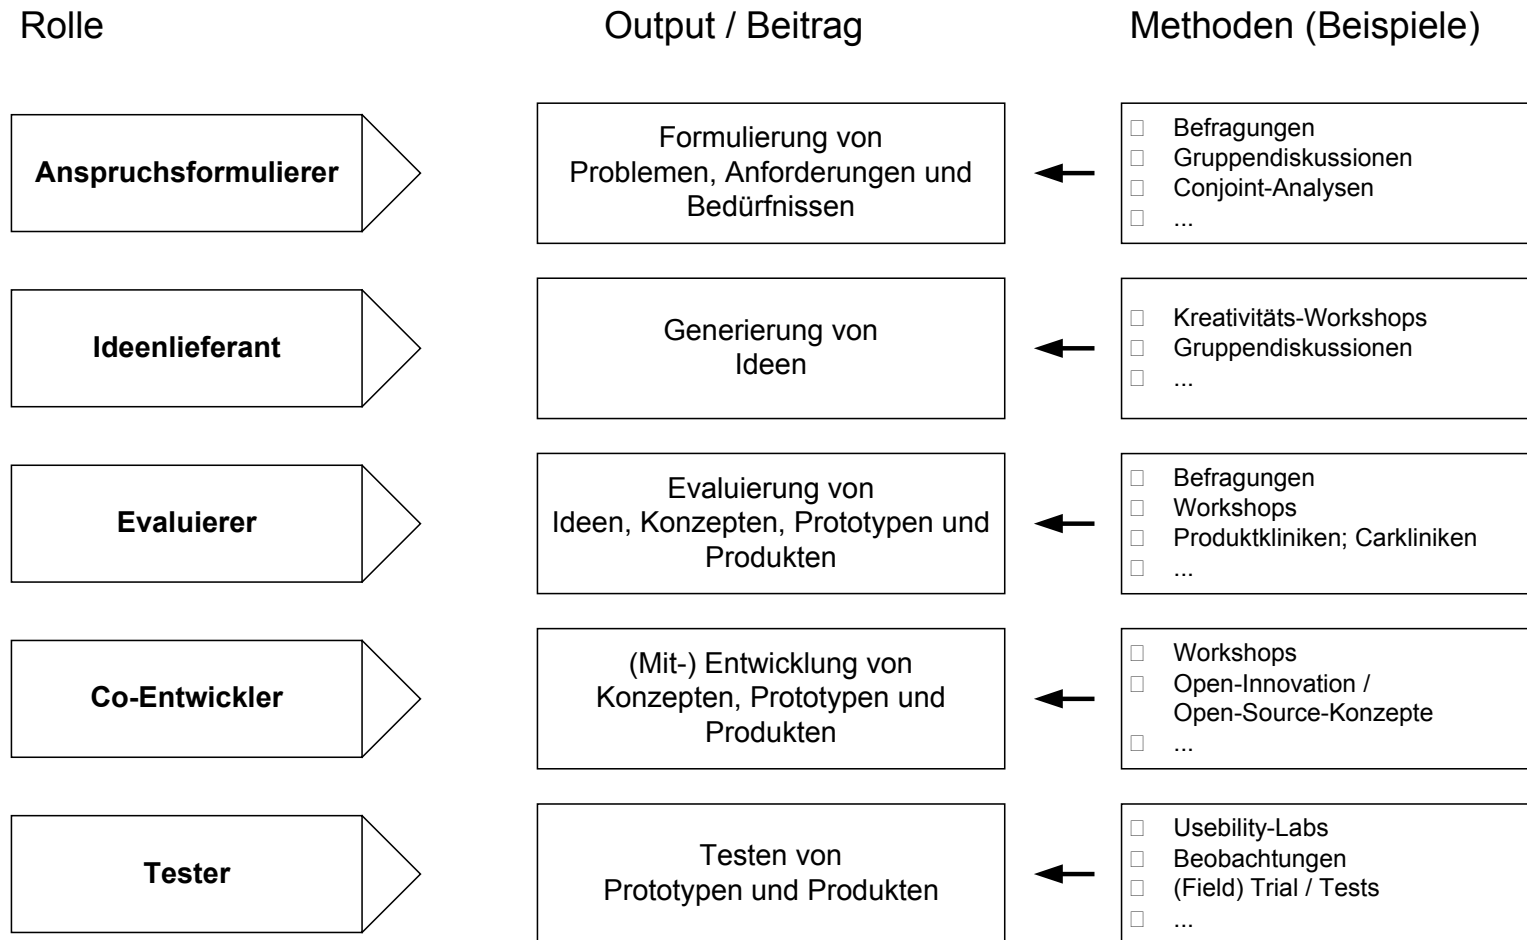 Rolle
Output / Beitrag
Methoden (Beispiele)
Anspruchsformulierer
Formulierung von
Problemen, Anforderungen und
Bedürfnissen
Befragungen
Gruppendiskussionen
Conjoint-Analysen
...
Ideenlieferant
Generierung von
Ideen
Kreativitäts-Workshops
Gruppendiskussionen
...
Evaluierer
Evaluierung von
Ideen, Konzepten, Prototypen und
Produkten
Befragungen
Workshops
Produktkliniken; Carkliniken
...
Co-Entwickler
(Mit-) Entwicklung von
Konzepten, Prototypen und
Produkten
Workshops
Open-Innovation /
Open-Source-Konzepte
...
Tester
Testen von
Prototypen und Produkten
Usebility-Labs
Beobachtungen
(Field) Trial / Tests
...